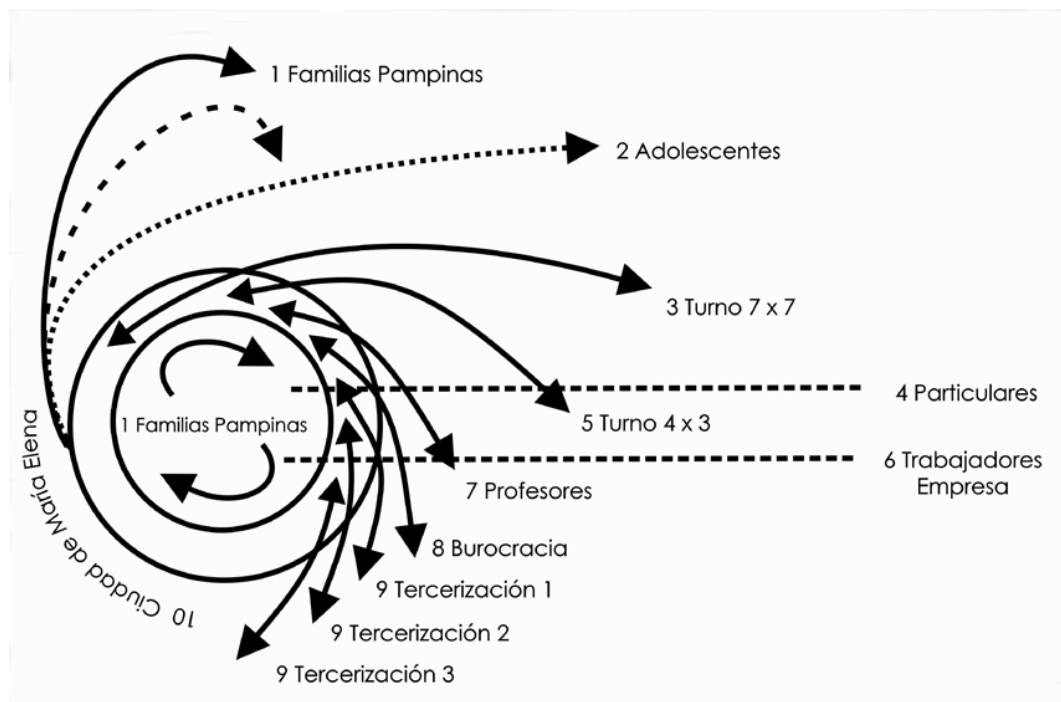 1 Familias Pampinas
2 Adolescentes
3 Turno 7 x 7
4 Particulares
5 Turno 4 x 3
1 Familias Pampinas
6 Trabajadores
Empresa
7 Profesores
8 Burocracia
9 Tercerización 1
9 Tercerización 2
9 Tercerización 3
10 Ciudad de María Elena